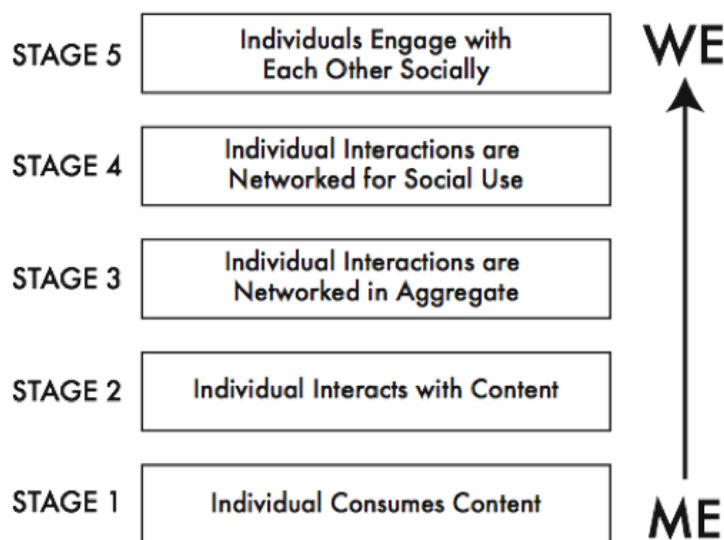 STAGE 5
Individuals Engage with
Each Other Socially
WE
STAGE 4
Individual Interactions are
Networked for Social Use
STAGE 3
Individual Interactions are
Networked in Aggregate
STAGE 2
Individual Interacts with Content
STAGE 1
Individual Consumes Content
ME